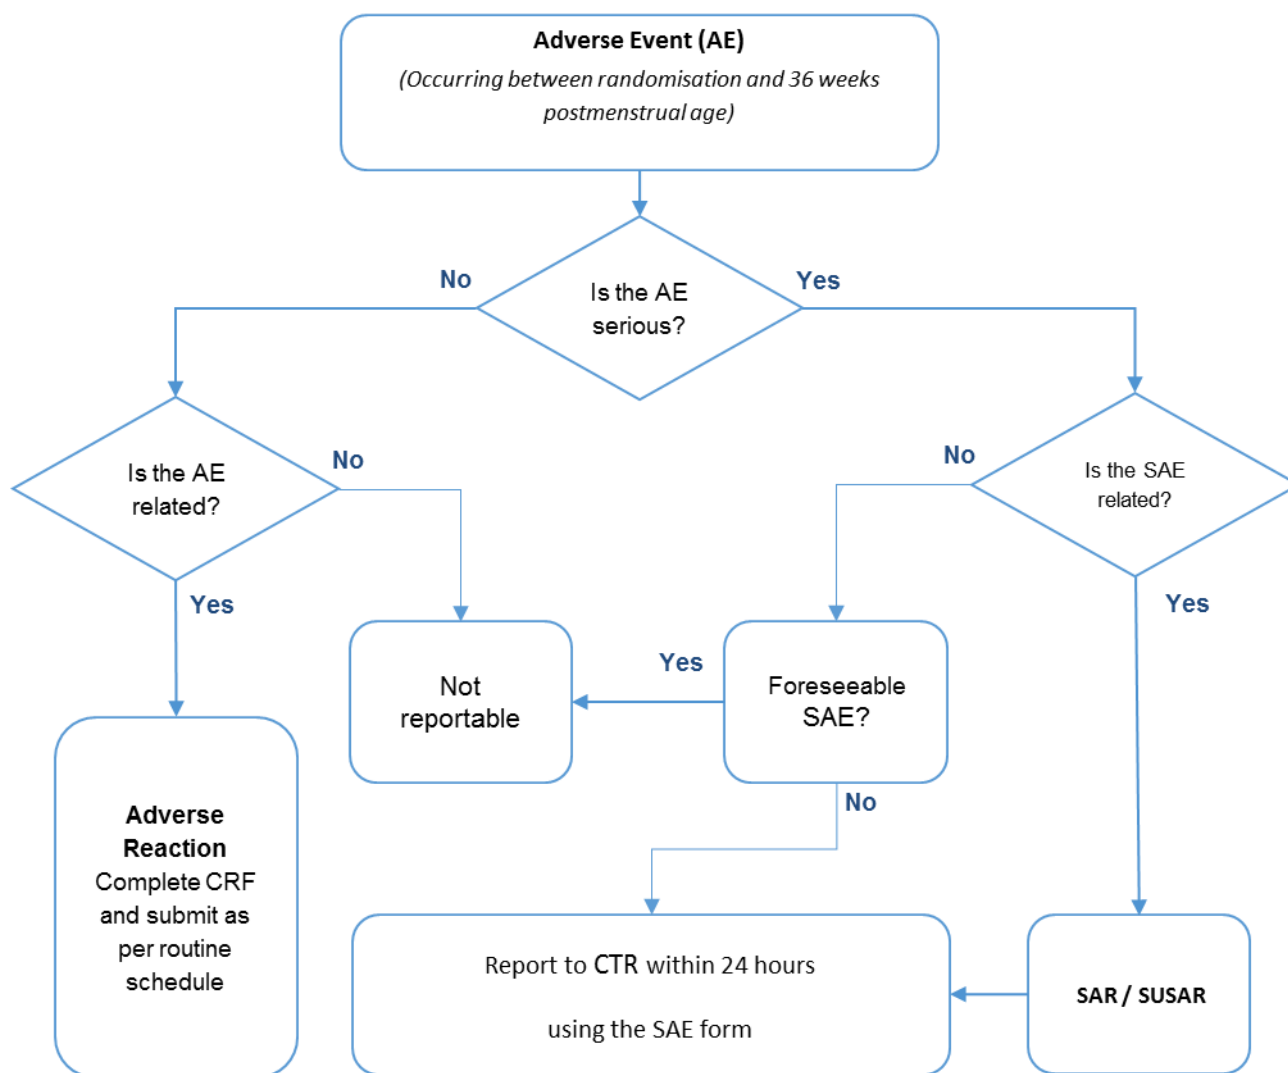 Adverse Event (AE)
(Occurring between randomisation and 36 weeks
postmenstrual age)
No
Yes
Is the AE
serious?
Is the AE
related?
No
No
Is the SAE
related?
Yes
Yes
Not
reportable
Yes
Foreseeable
SAE?
No
Adverse
Reaction
Complete CRF
and submit as
per routine
schedule
Report to CTR within 24 hours
using the SAE form
SAR / SUSAR